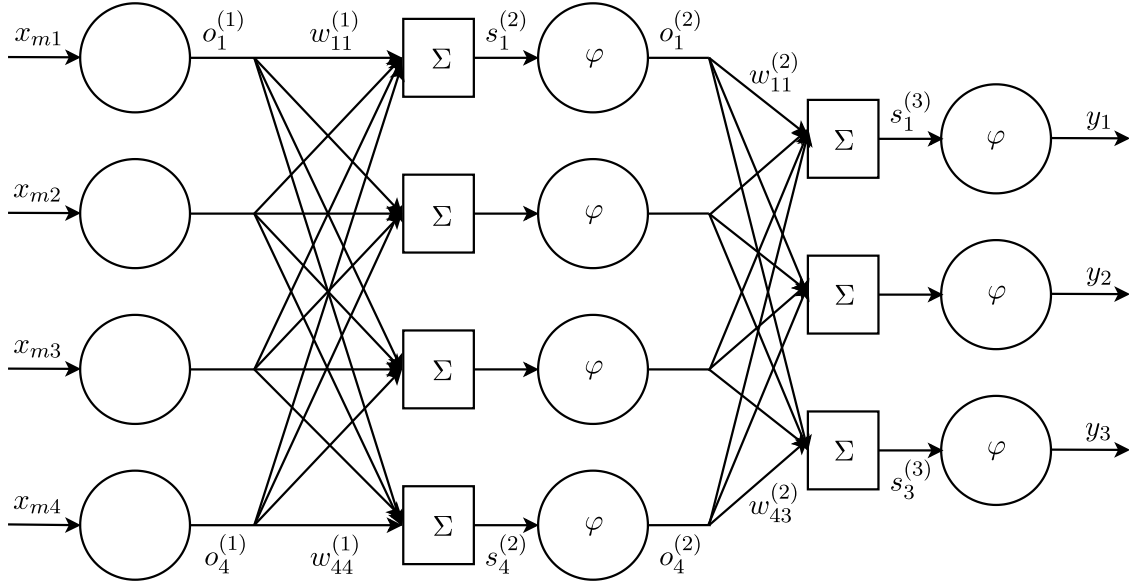 x_{m1} o_1^{(1)} w_{11}^{(1)} Σ s_1^{(2)} φ o_1^{(2)}
w_{11}^{(2)}
Σ s_1^{(3)} φ y_1
x_{m2} Σ φ
Σ φ y_2
x_{m3} Σ φ
Σ s_3^{(3)} φ y_3
w_{43}^{(2)}
x_{m4} o_4^{(1)} w_{44}^{(1)} Σ s_4^{(2)} φ o_4^{(2)}